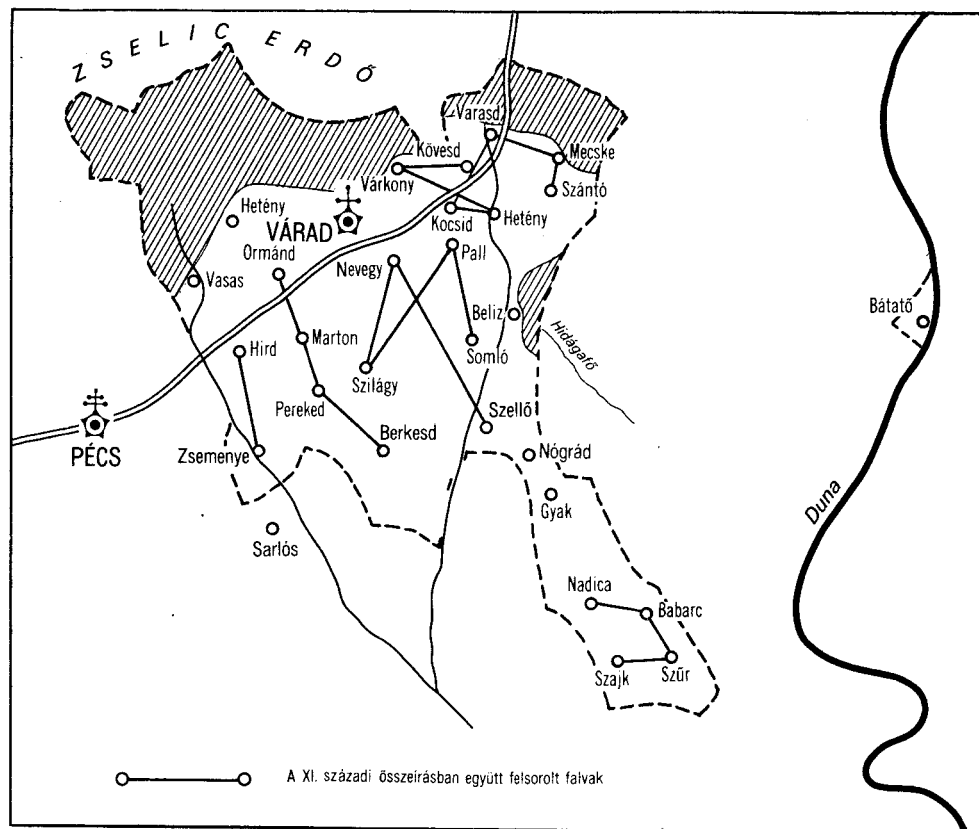 ZSELIC ERDŐ
Varasd
Kövesd
Mecske
Várkony
Szántó
Hetény
VÁRAD
Kocsid
Hetény
Ormánd
Nevegy
Pall
Vasas
Beliz
Bátatő
Marton
Somló
Hidágafő
Hird
Szilágy
Pereked
Szellő
PÉCS
Zsemenye
Berkesd
Nógrád
Duna
Gyak
Sarlós
Nadica
Babarc
Szajk
Szűr
A XI. századi összeírásban együtt felsorolt falvak